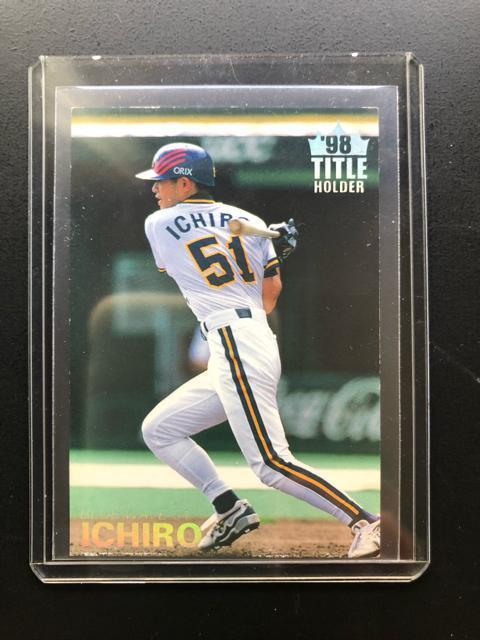 '98
TITLE
HOLDER
ORIX
ICHIRO
51
Coca-Cola
ICHIRO